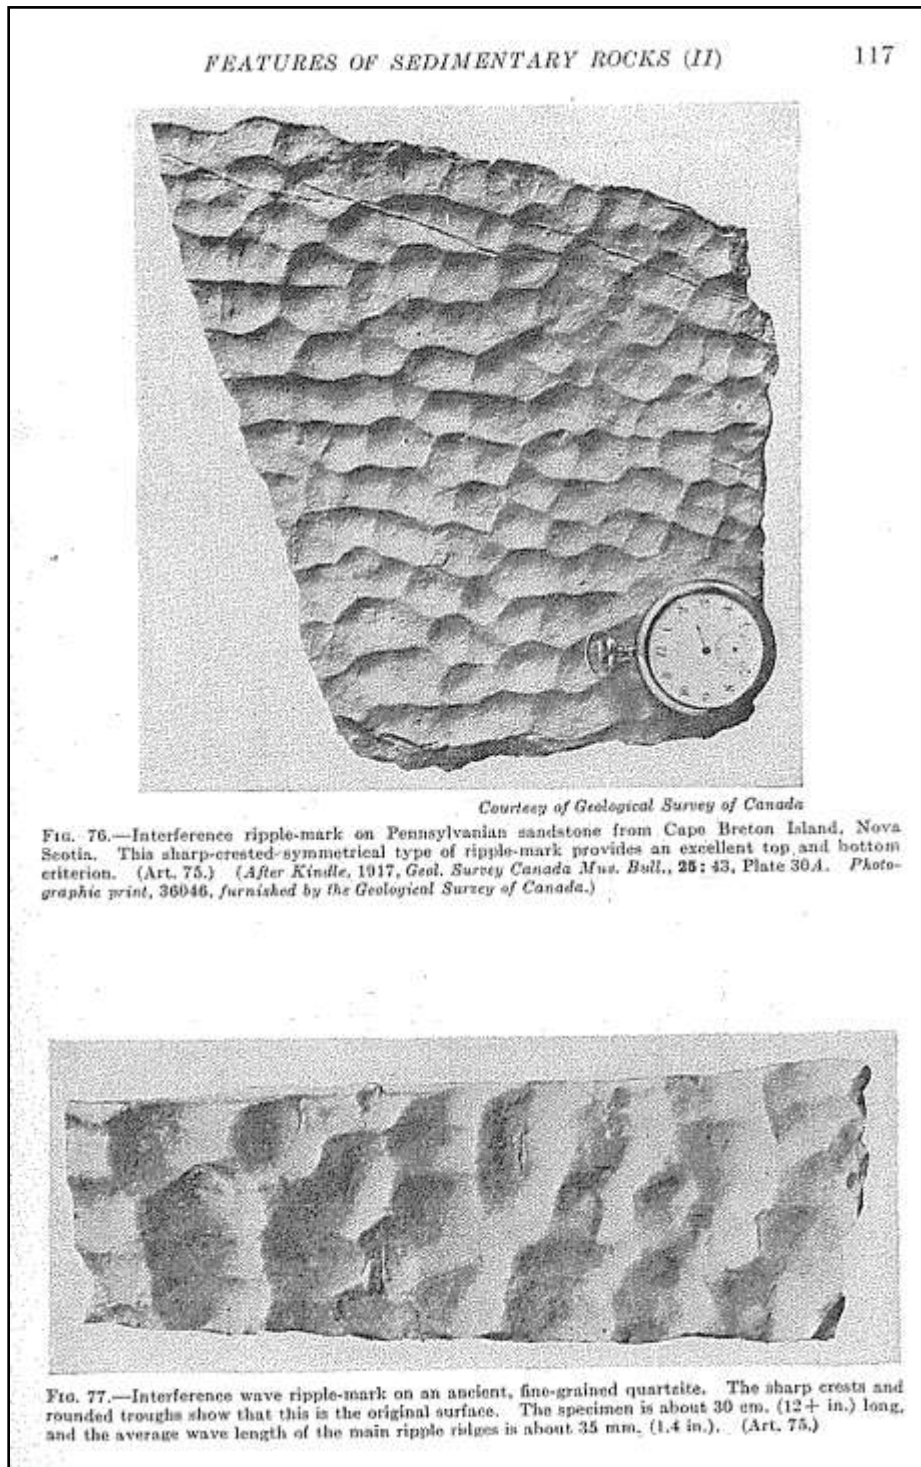 FEATURES OF SEDIMENTARY ROCKS (II) 117
Courtesy of Geological Survey of Canada
FIG. 76.—Interference ripple-mark on Pennsylvanian sandstone from Cape Breton Island, Nova
Scotia. This sharp-crested symmetrical type of ripple-mark provides an excellent top and bottom
criterion. (Art. 75.) (After Kindle, 1917, Geol. Survey Canada Mus. Bull., 25: 43, Plate 30A. Photo-
graphic print, 36046, furnished by the Geological Survey of Canada.)
FIG. 77.—Interference wave ripple-mark on an ancient, fine-grained quartzite. The sharp crests and
rounded troughs show that this is the original surface. The specimen is about 30 cm. (12+ in.) long,
and the average wave length of the main ripple ridges is about 35 mm. (1.4 in.). (Art. 75.)